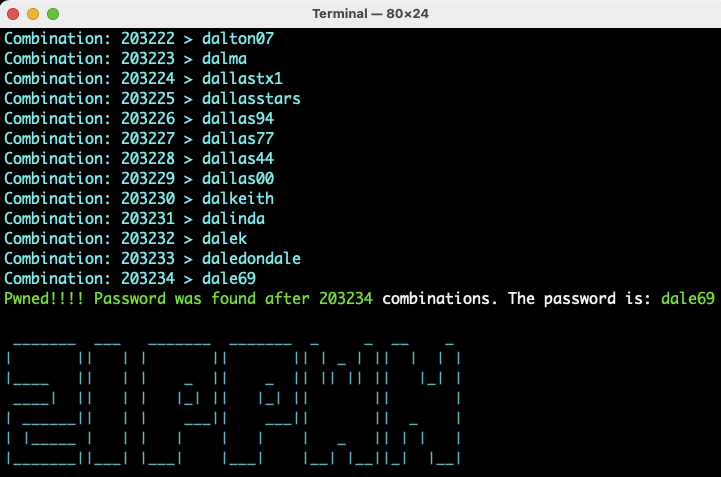 Terminal — 80×24
Combination: 203222 > dalton07
Combination: 203223 > dalma
Combination: 203224 > dallastx1
Combination: 203225 > dallasstars
Combination: 203226 > dallas94
Combination: 203227 > dallas77
Combination: 203228 > dallas44
Combination: 203229 > dallas00
Combination: 203230 > dalkeith
Combination: 203231 > dalinda
Combination: 203232 > dalek
Combination: 203233 > daledondale
Combination: 203234 > dale69
Pwned!!!! Password was found after 203234 combinations. The password is: dale69
ZIPPWN